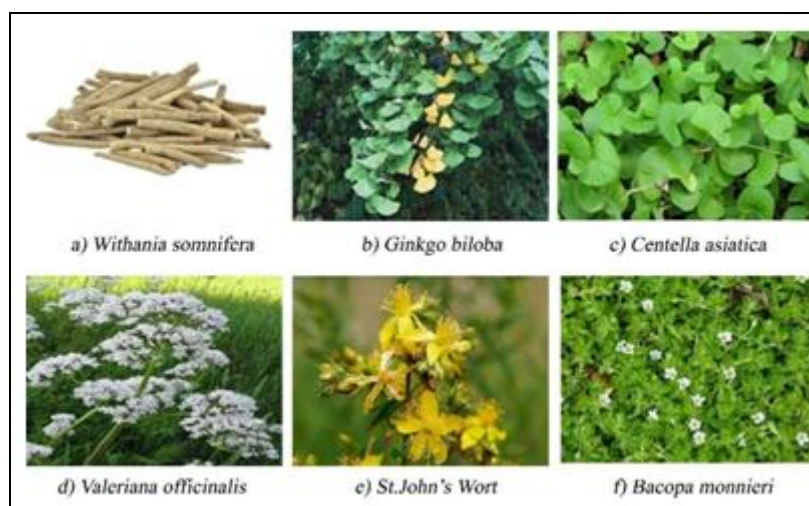 a) Withania somnifera
b) Ginkgo biloba
c) Centella asiatica
d) Valeriana officinalis
e) St.John's Wort
f) Bacopa monnieri